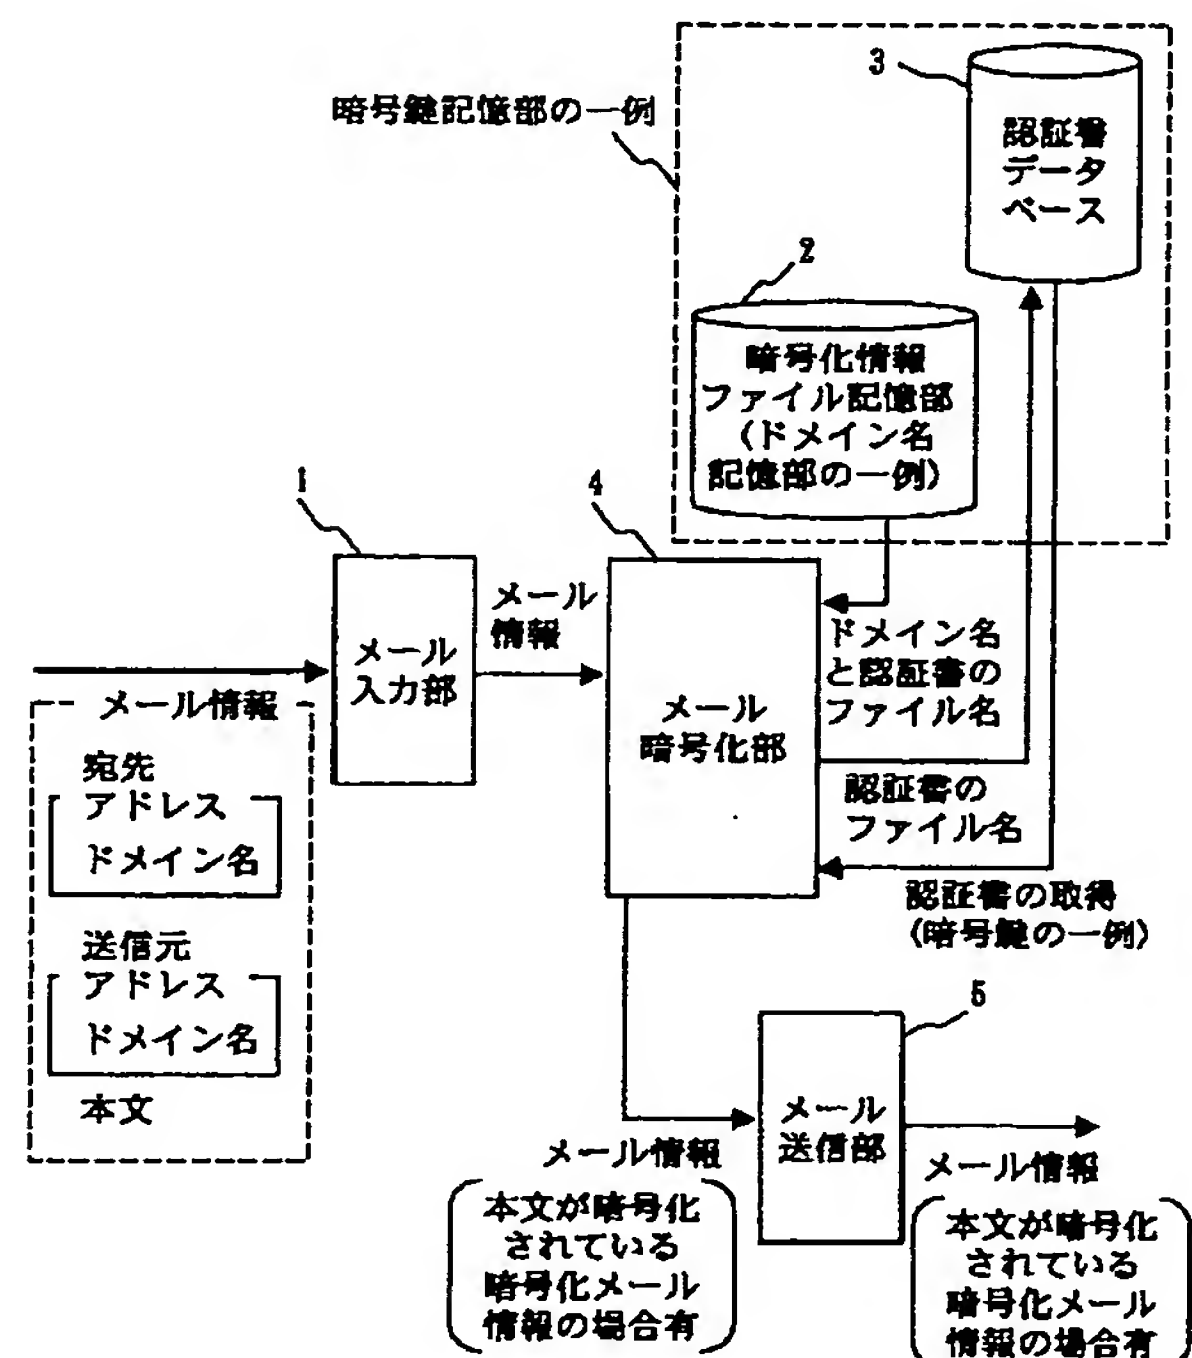 3
暗号鍵記憶部の一例
認証書
データ
ベース
2
暗号化情報
ファイル記憶部
(ドメイン名
記憶部の一例)
1
4
メール
入力部
メール
情報
メール
暗号化部
ドメイン名
と認証書の
ファイル名
認証書の
ファイル名
認証書の取得
(暗号鍵の一例)
メール情報
宛先
アドレス
ドメイン名
送信元
アドレス
ドメイン名
本文
5
メール
送信部
メール情報
本文が暗号化
されている
暗号化メール
情報の場合有
メール情報
本文が暗号化
されている
暗号化メール
情報の場合有